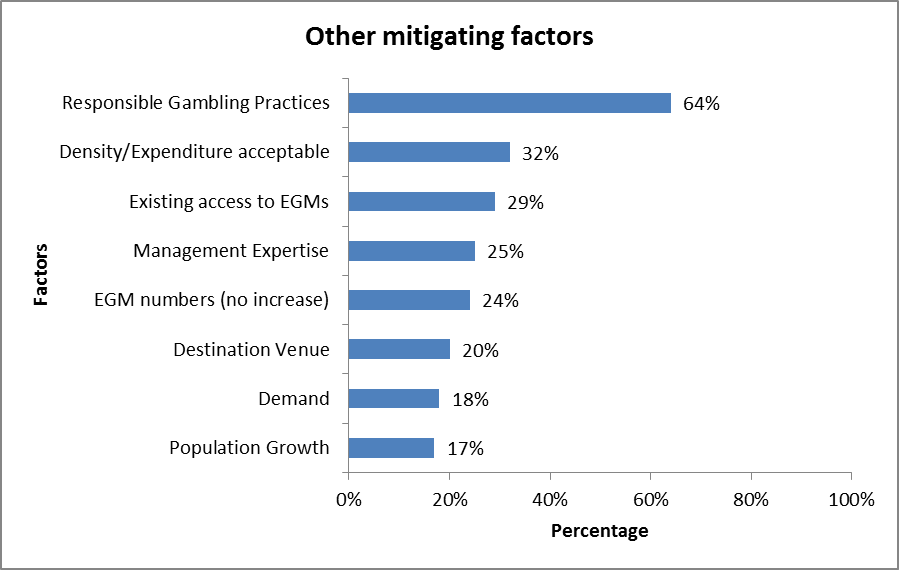 Other mitigating factors
Factors
Responsible Gambling Practices 64%
Density/Expenditure acceptable 32%
Existing access to EGMs 29%
Management Expertise 25%
EGM numbers (no increase) 24%
Destination Venue 20%
Demand 18%
Population Growth 17%
0% 20% 40% 60% 80% 100%
Percentage